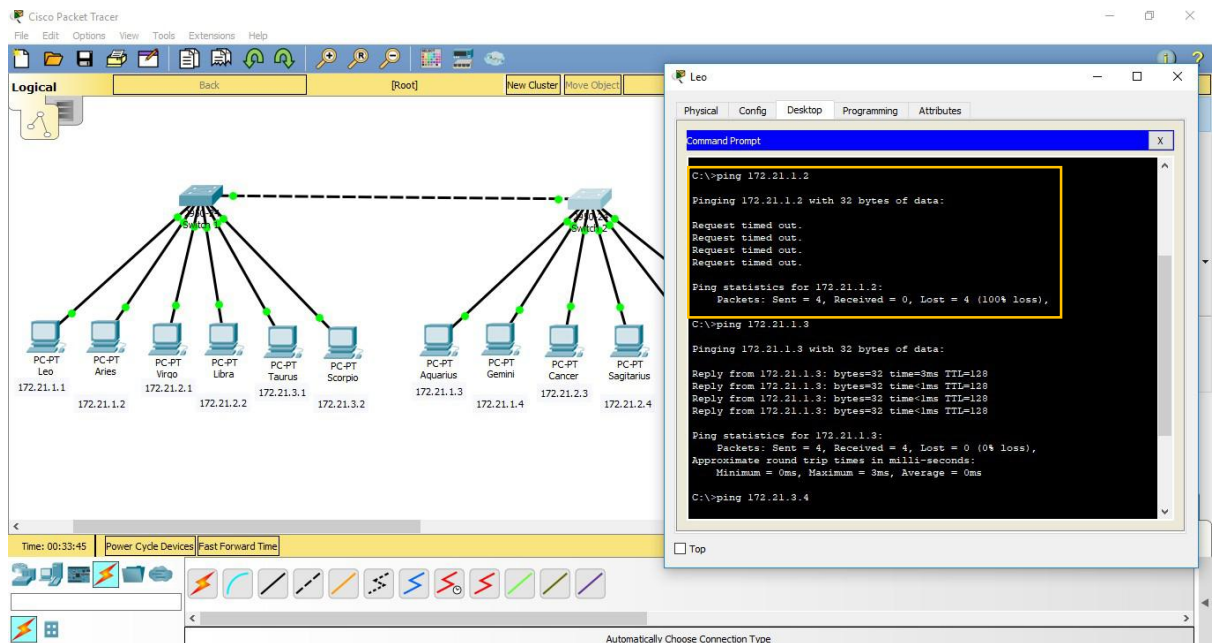 Cisco Packet Tracer
File Edit Options View Tools Extensions Help
Logical
Back
[Root]
New Cluster
Move Object
Switch 1
Switch 2
PC-PT
Leo
172.21.1.1
PC-PT
Aries
172.21.1.2
PC-PT
Virgo
172.21.2.1
PC-PT
Libra
172.21.2.2
PC-PT
Taurus
172.21.3.1
PC-PT
Scorpio
172.21.3.2
PC-PT
Aquarius
172.21.1.3
PC-PT
Gemini
172.21.1.4
PC-PT
Cancer
172.21.2.3
PC-PT
Sagitarius
172.21.2.4
Leo
Physical Config Desktop Programming Attributes
Command Prompt
X
C:\>ping 172.21.1.2
Pinging 172.21.1.2 with 32 bytes of data:
Request timed out.
Request timed out.
Request timed out.
Request timed out.
Ping statistics for 172.21.1.2:
Packets: Sent = 4, Received = 0, Lost = 4 (100% loss),
C:\>ping 172.21.1.3
Pinging 172.21.1.3 with 32 bytes of data:
Reply from 172.21.1.3: bytes=32 time=3ms TTL=128
Reply from 172.21.1.3: bytes=32 time<1ms TTL=128
Reply from 172.21.1.3: bytes=32 time<1ms TTL=128
Reply from 172.21.1.3: bytes=32 time<1ms TTL=128
Ping statistics for 172.21.1.3:
Packets: Sent = 4, Received = 4, Lost = 0 (0% loss),
Approximate round trip times in milli-seconds:
Minimum = 0ms, Maximum = 3ms, Average = 0ms
C:\>ping 172.21.3.4
Top
Time: 00:33:45
Power Cycle Devices
Fast Forward Time
Automatically Choose Connection Type